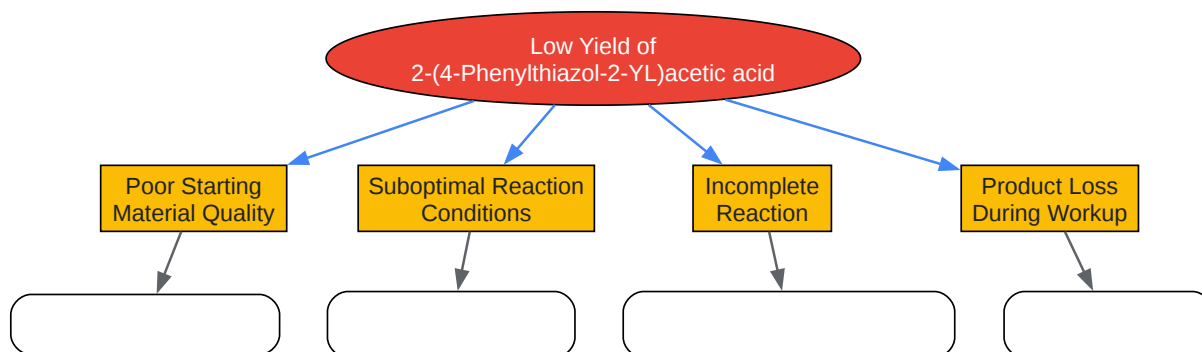 Low Yield of
2-(4-Phenylthiazol-2-YL)acetic acid
Poor Starting
Material Quality
Suboptimal Reaction
Conditions
Incomplete
Reaction
Product Loss
During Workup